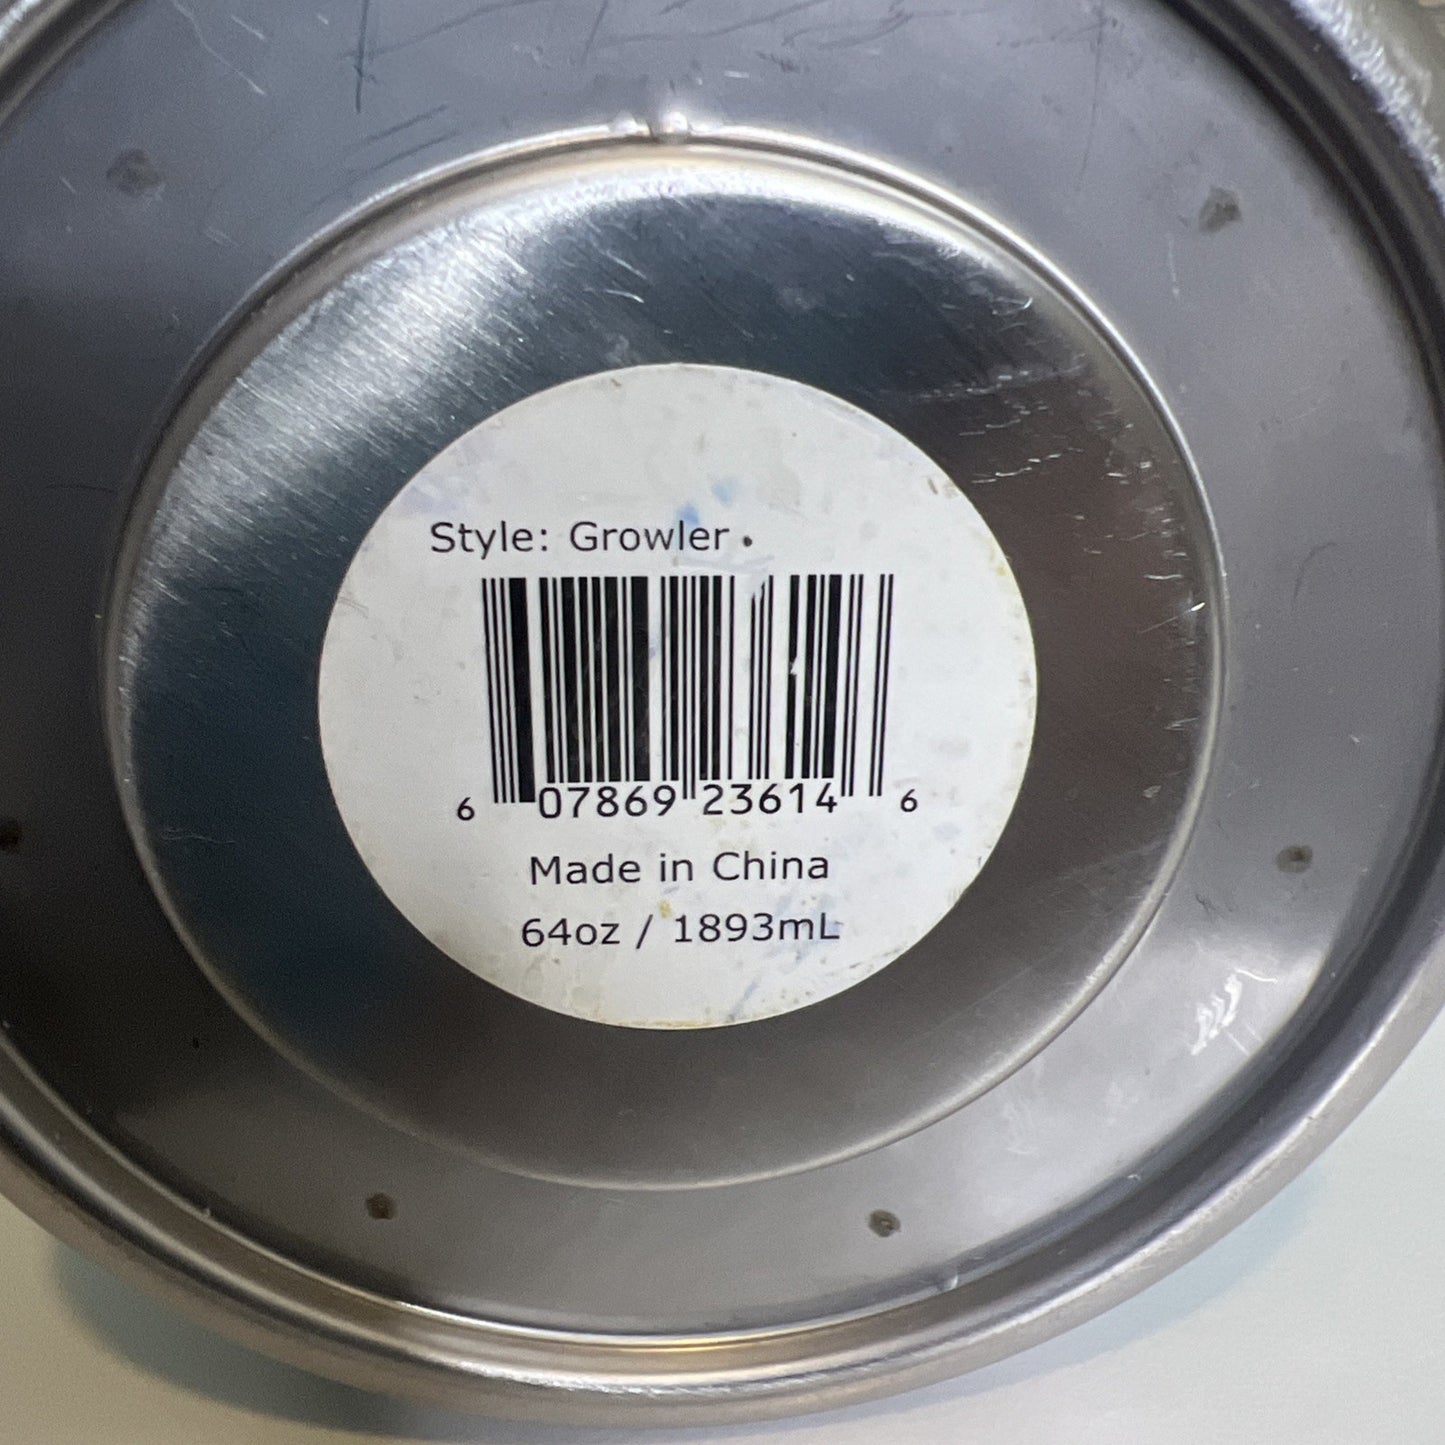 Style: Growler
6 07869 23614 6
Made in China
64oz / 1893mL